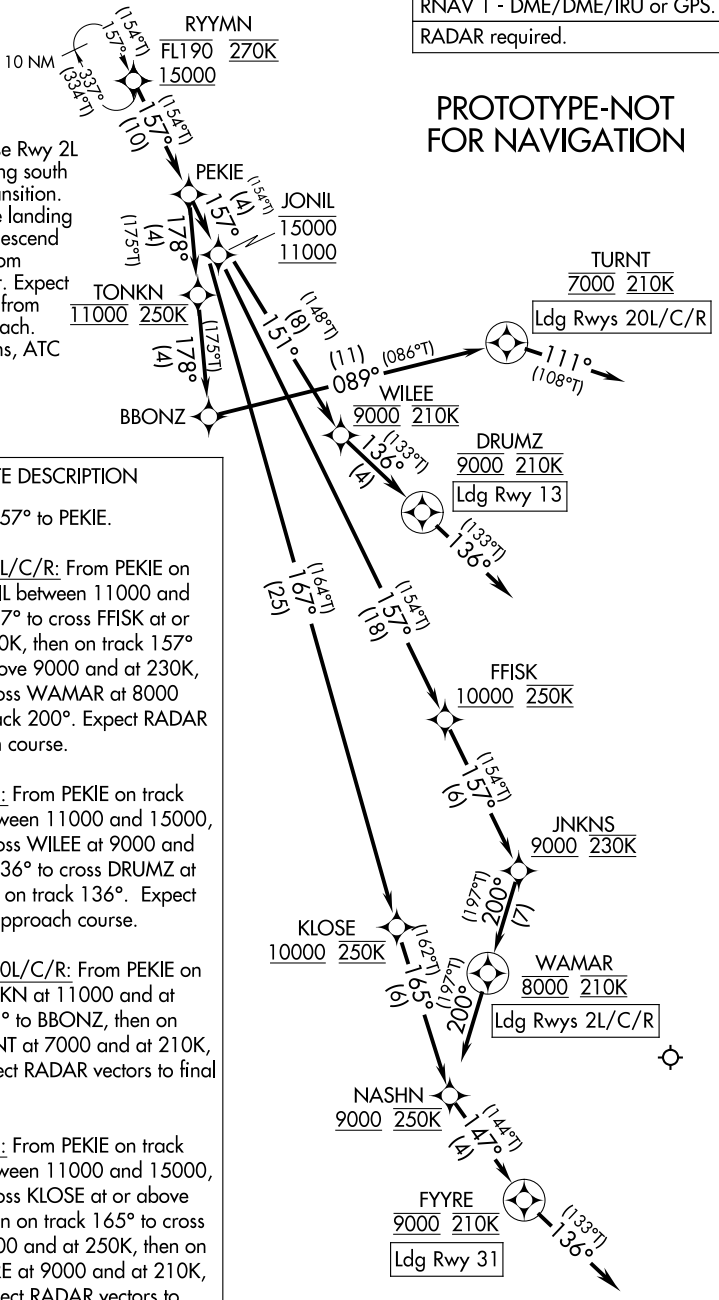 RNAV 1 - DME/DME/IRU or GPS.
RADAR required.
PROTOTYPE-NOT
FOR NAVIGATION
RYYMN
FL190 270K
15000
10 NM
(154°T)
157°
337°
(334°T)
157°
(154°T)
(10)
se Rwy 2L
ng south
nsition.
e landing
escend
om
r. Expect
from
ach.
ns, ATC
PEKIE
157°
(154°T)
(4)
JONIL
15000
11000
178°
(175°T)
(4)
TONKN
11000 250K
178°
(175°T)
(4)
BBONZ
(11)
089° (086°T)
TURNT
7000 210K
Ldg Rwys 20L/C/R
111°
(108°T)
(148°T)
(8)
151°
WILEE
9000 210K
136°
(133°T)
(4)
DRUMZ
9000 210K
Ldg Rwy 13
(133°T)
136°
(164°T)
167°
(25)
(154°T)
157°
(18)
FFISK
10000 250K
(154°T)
157°
(6)
JNKNS
9000 230K
(197°T)
200°
(7)
WAMAR
8000 210K
Ldg Rwys 2L/C/R
(197°T)
200°
KLOSE
10000 250K
(162°T)
165°
(6)
NASHN
9000 250K
(144°T)
147°
(4)
FYYRE
9000 210K
Ldg Rwy 31
(133°T)
136°
TE DESCRIPTION
57° to PEKIE.
L/C/R: From PEKIE on
IL between 11000 and
7° to cross FFISK at or
0K, then on track 157°
ove 9000 and at 230K,
oss WAMAR at 8000
ack 200°. Expect RADAR
h course.
: From PEKIE on track
ween 11000 and 15000,
oss WILEE at 9000 and
36° to cross DRUMZ at
on track 136°. Expect
pproach course.
0L/C/R: From PEKIE on
KN at 11000 and at
° to BBONZ, then on
NT at 7000 and at 210K,
ect RADAR vectors to final
: From PEKIE on track
ween 11000 and 15000,
oss KLOSE at or above
n on track 165° to cross
00 and at 250K, then on
RE at 9000 and at 210K,
ect RADAR vectors to